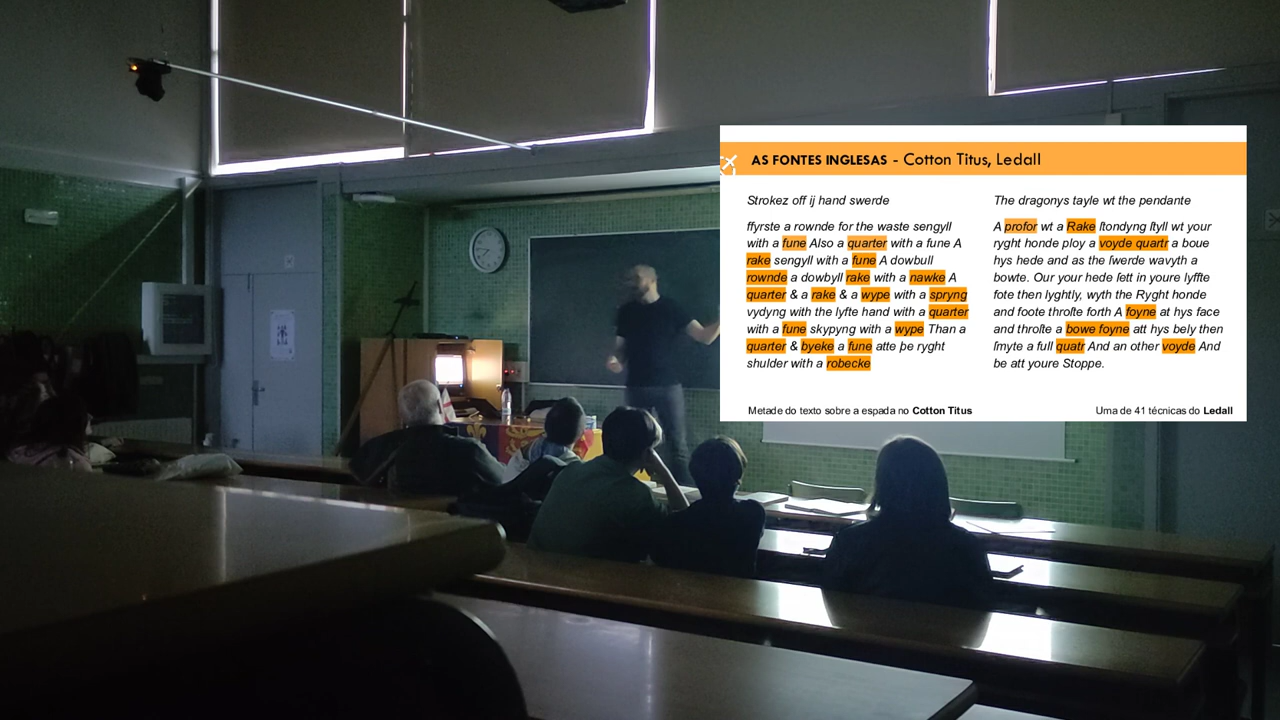 AS FONTES INGLESAS - Cotton Titus, Ledall
Strokez off ij hand swerde
ffyrste a rownde for the waste sengyll
with a fune Also a quarter with a fune A
rake sengyll with a fune A dowbull
rownde a dowbyll rake with a nawke A
quarter & a rake & a wype with a spryng
vydyng with the lyfte hand with a quarter
with a fune skypyng with a wype Than a
quarter & byeke a fune atte þe ryght
shulder with a robecke
Metade do texto sobre a espada no Cotton Titus
The dragonys tayle wt the pendante
A profor wt a Rake ſtondyng ſtyll wt your
ryght honde ploy a voyde quartr a boue
hys hede and as the ſwerde wavyth a
bowte. Our your hede ſett in youre lyffte
fote then lyghtly, wyth the Ryght honde
and foote throſte forth A foyne at hys face
and throſte a bowe foyne att hys bely then
ſmyte a full quatr And an other voyde And
be att youre Stoppe.
Uma de 41 técnicas do Ledall